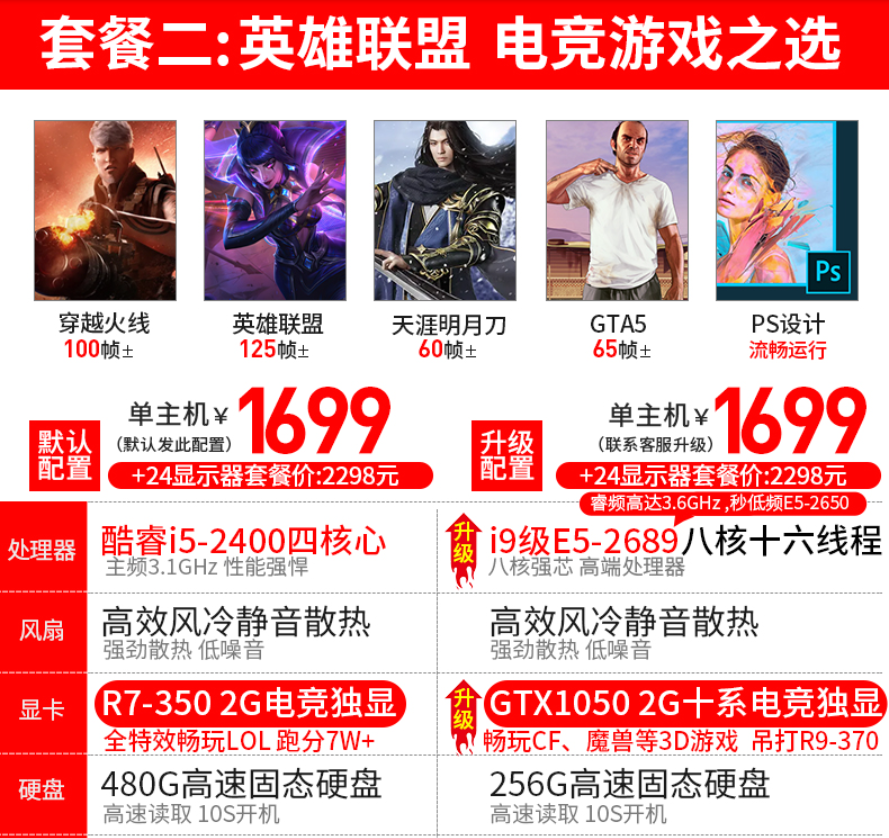 套餐二:英雄联盟 电竞游戏之选
Ps
穿越火线
100帧±
英雄联盟
125帧±
天涯明月刀
60帧±
GTA5
65帧±
PS设计
流畅运行
默认配置
单主机¥1699
(默认发此配置)
+24显示器套餐价:2298元
升级配置
单主机¥1699
(联系客服升级)
+24显示器套餐价:2298元
睿频高达3.6GHz ,秒低频E5-2650
处理器
酷睿i5-2400四核心
主频3.1GHz 性能强悍
升级
i9级E5-2689八核十六线程
八核强芯 高端处理器
风扇
高效风冷静音散热
强劲散热 低噪音
高效风冷静音散热
强劲散热 低噪音
显卡
R7-350 2G电竞独显
全特效畅玩LOL 跑分7W+
升级
GTX1050 2G十系电竞独显
畅玩CF、魔兽等3D游戏 吊打R9-370
硬盘
480G高速固态硬盘
高速读取 10S开机
256G高速固态硬盘
高速读取 10S开机